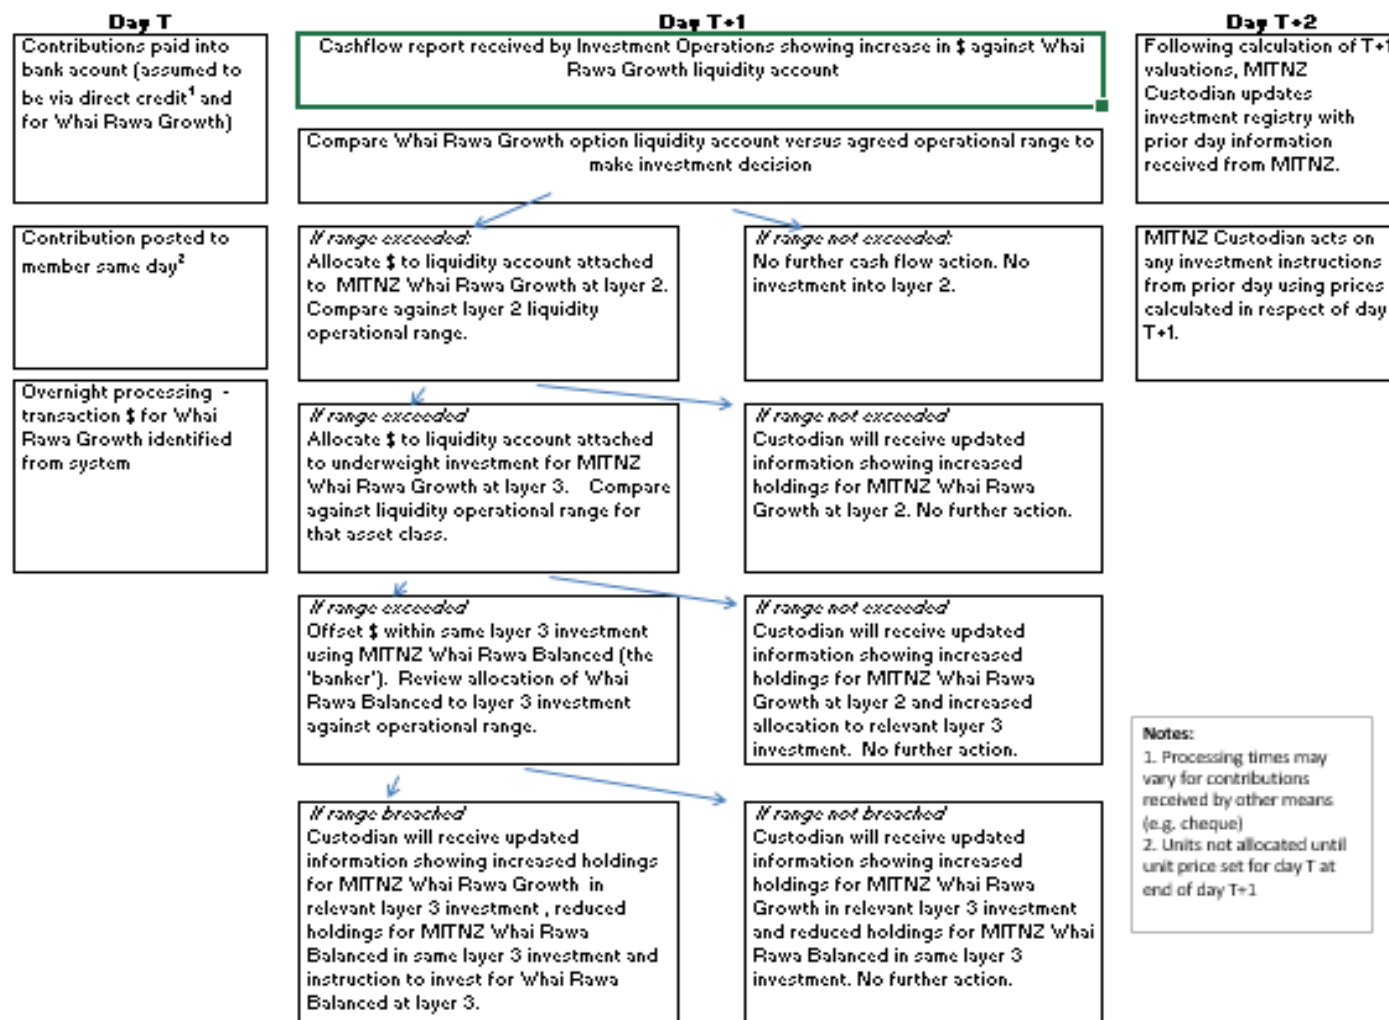 Day T
Contributions paid into
bank acount (assumed to
be via direct credit¹ and
for Whai Rawa Growth)
Contribution posted to
member same day²
Overnight processing -
transaction $ for Whai
Rawa Growth identified
from system
Day T+1
Cashflow report received by Investment Operations showing increase in $ against Whai
Rawa Growth liquidity account
Compare Whai Rawa Growth option liquidity account versus agreed operational range to
make investment decision
If range exceeded:
Allocate $ to liquidity account attached
to MITNZ Whai Rawa Growth at layer 2.
Compare against layer 2 liquidity
operational range.
If range not exceeded:
No further cash flow action. No
investment into layer 2.
If range exceeded
Allocate $ to liquidity account attached
to underweight investment for MITNZ
Whai Rawa Growth at layer 3. Compare
against liquidity operational range for
that asset class.
If range not exceeded
Custodian will receive updated
information showing increased
holdings for MITNZ Whai Rawa
Growth at layer 2. No further action.
If range exceeded
Offset $ within same layer 3 investment
using MITNZ Whai Rawa Balanced (the
'banker'). Review allocation of Whai
Rawa Balanced to layer 3 investment
against operational range.
If range not exceeded
Custodian will receive updated
information showing increased
holdings for MITNZ Whai Rawa
Growth at layer 2 and increased
allocation to relevant layer 3
investment. No further action.
If range breached
Custodian will receive updated
information showing increased holdings
for MITNZ Whai Rawa Growth in
relevant layer 3 investment , reduced
holdings for MITNZ Whai Rawa
Balanced in same layer 3 investment and
instruction to invest for Whai Rawa
Balanced at layer 3.
If range not breached
Custodian will receive updated
information showing increased
holdings for MITNZ Whai Rawa
Growth in relevant layer 3 investment
and reduced holdings for MITNZ Whai
Rawa Balanced in same layer 3
investment. No further action.
Day T+2
Following calculation of T+1
valuations, MITNZ
Custodian updates
investment registry with
prior day information
received from MITNZ.
MITNZ Custodian acts on
any investment instructions
from prior day using prices
calculated in respect of day
T+1.
Notes:
1. Processing times may
vary for contributions
received by other means
(e.g. cheque)
2. Units not allocated until
unit price set for day T at
end of day T+1